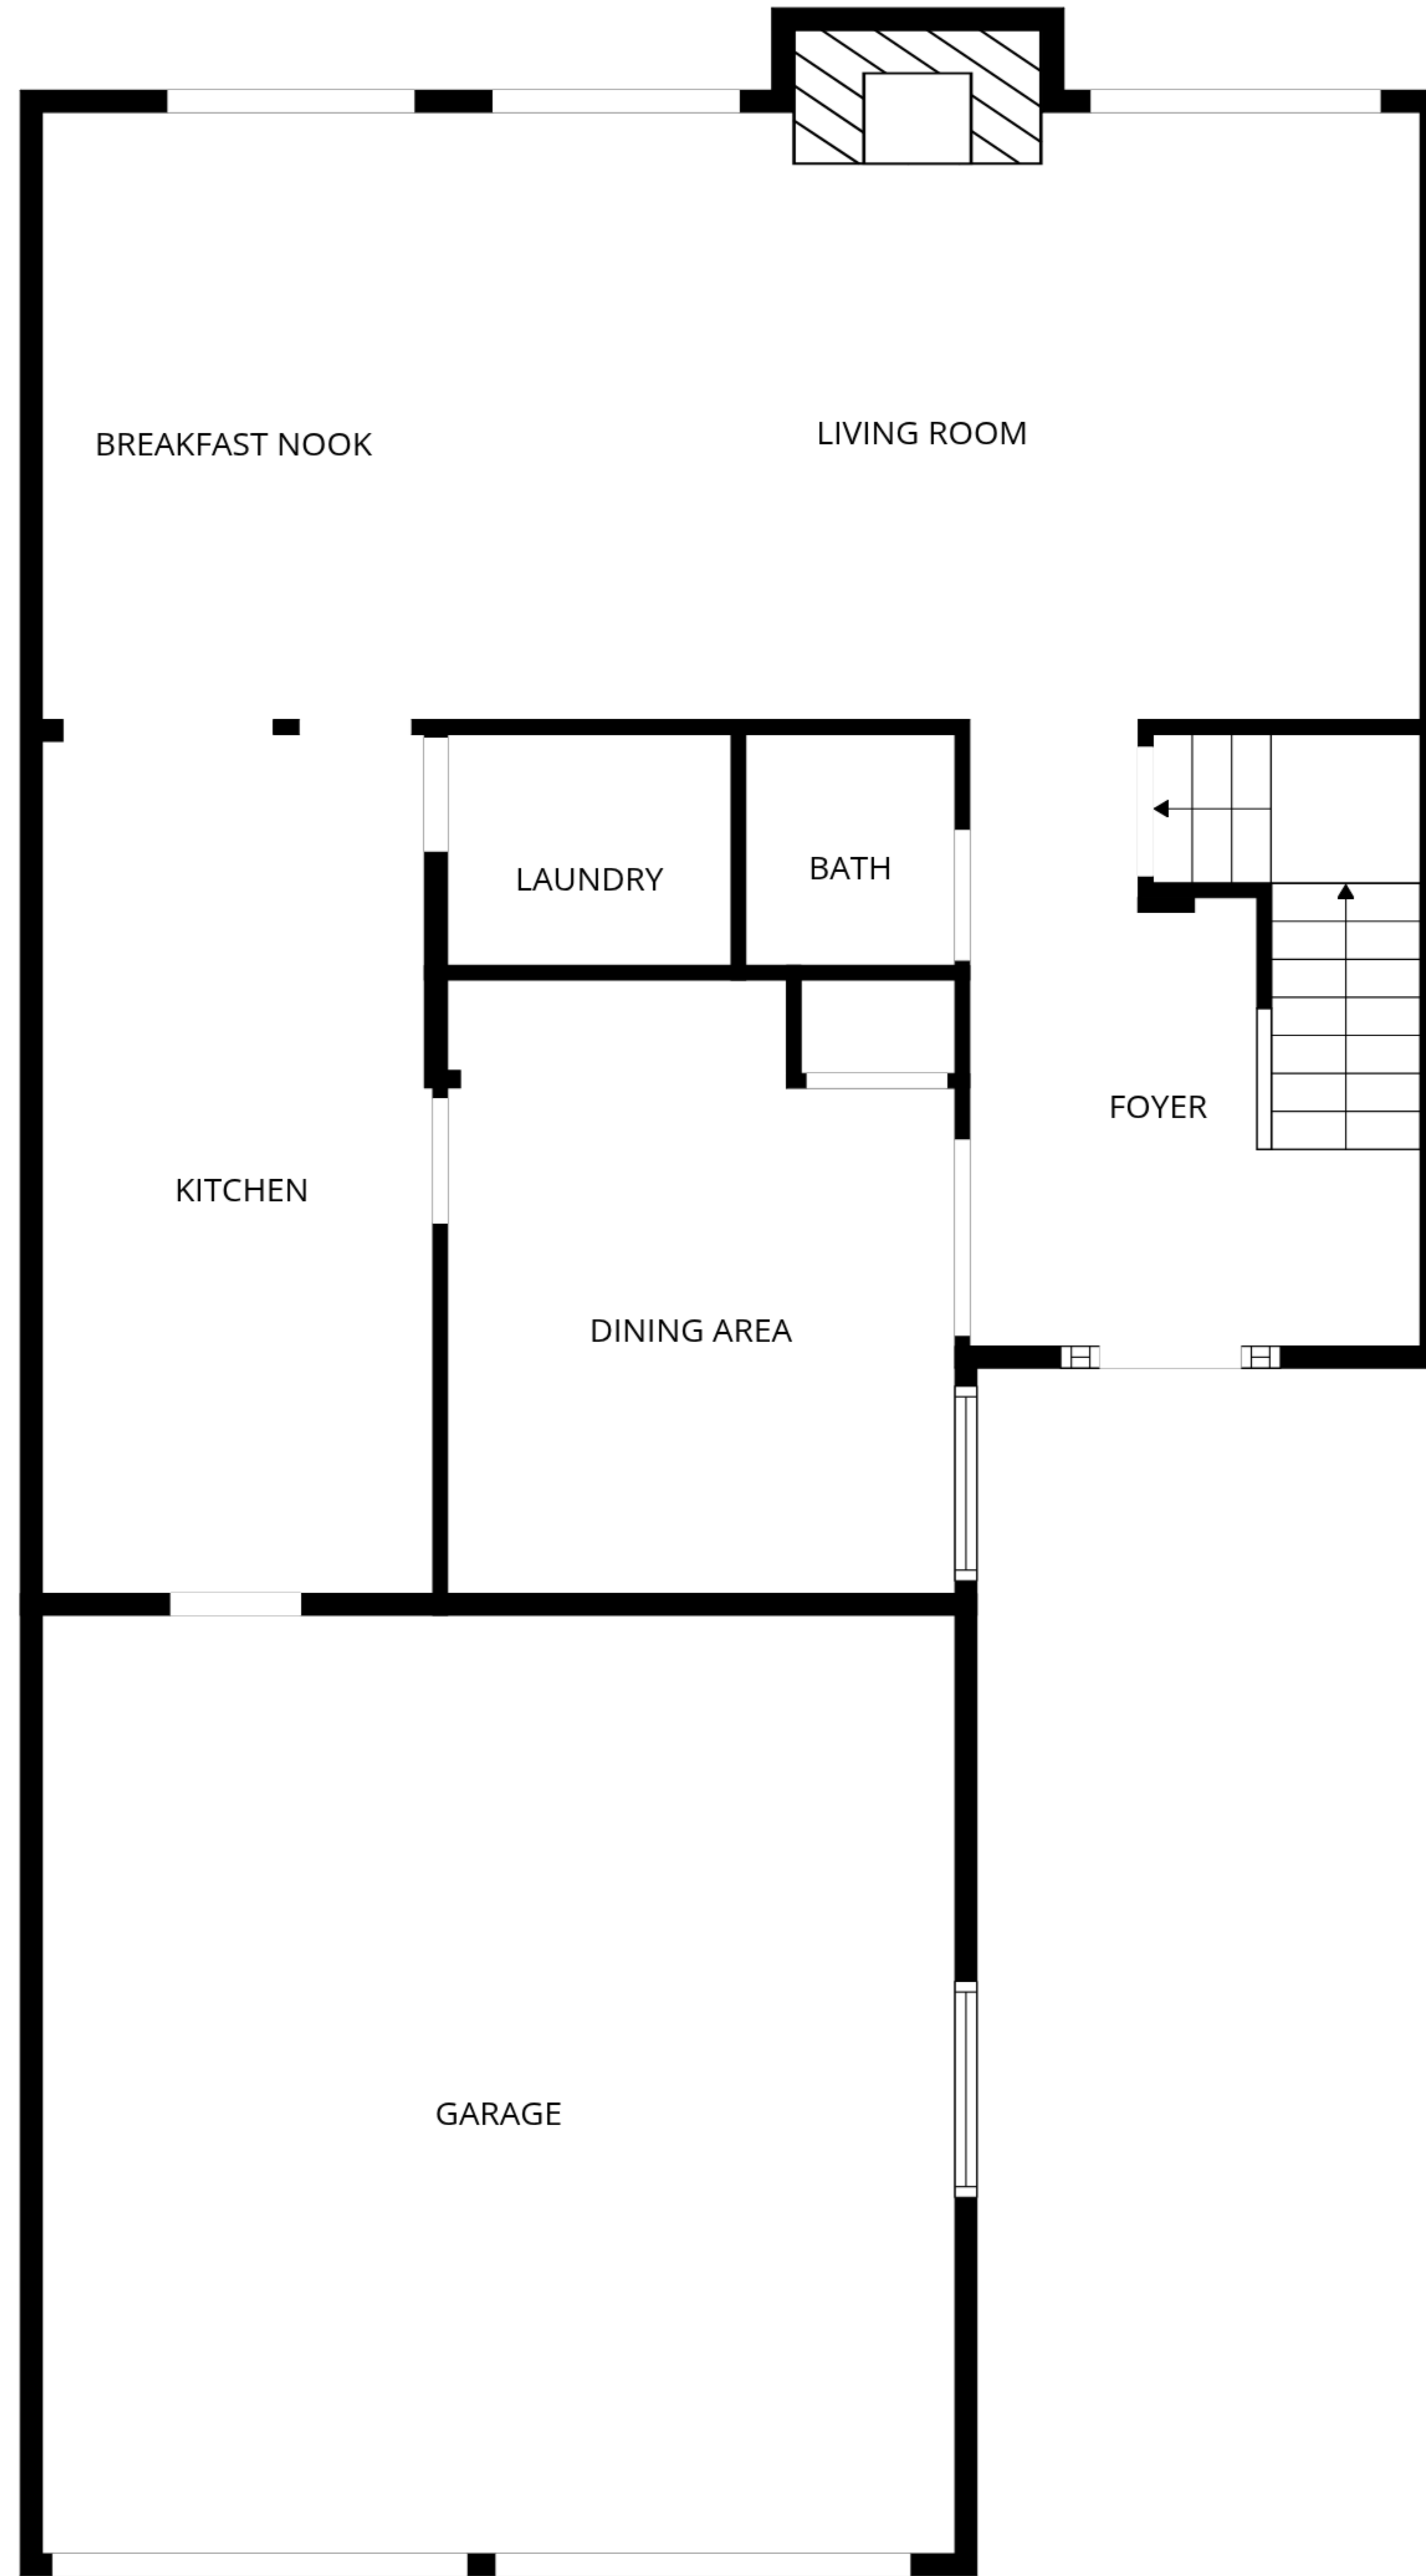 BREAKFAST NOOK
LIVING ROOM
LAUNDRY
BATH
FOYER
KITCHEN
DINING AREA
GARAGE